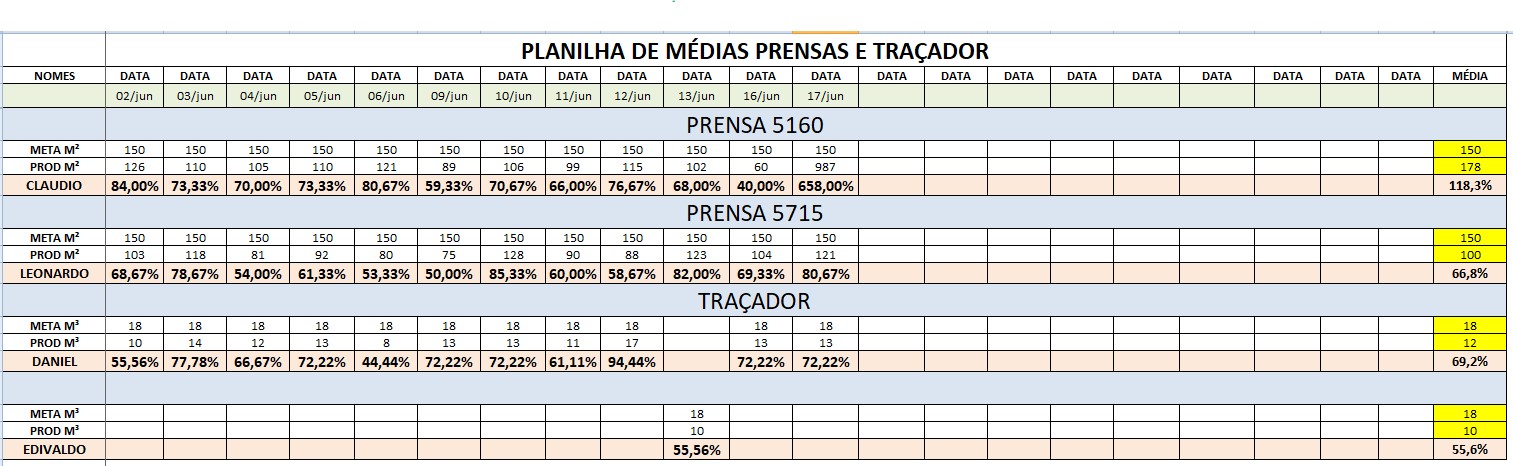 PLANILHA DE MÉDIAS PRENSAS E TRAÇADOR
NOMES DATA DATA DATA DATA DATA DATA DATA DATA DATA DATA DATA DATA DATA DATA DATA DATA DATA DATA DATA DATA DATA MÉDIA
02/jun 03/jun 04/jun 05/jun 06/jun 09/jun 10/jun 11/jun 12/jun 13/jun 16/jun 17/jun
PRENSA 5160
META M² 150 150 150 150 150 150 150 150 150 150 150 150 150
PROD M² 126 110 105 110 121 89 106 99 115 102 60 987 178
CLAUDIO 84,00% 73,33% 70,00% 73,33% 80,67% 59,33% 70,67% 66,00% 76,67% 68,00% 40,00% 658,00% 118,3%
PRENSA 5715
META M² 150 150 150 150 150 150 150 150 150 150 150 150 150
PROD M² 103 118 81 92 80 75 128 90 88 123 104 121 100
LEONARDO 68,67% 78,67% 54,00% 61,33% 53,33% 50,00% 85,33% 60,00% 58,67% 82,00% 69,33% 80,67% 66,8%
TRAÇADOR
META M³ 18 18 18 18 18 18 18 18 18 18 18 18
PROD M³ 10 14 12 13 8 13 13 11 17 13 13 12
DANIEL 55,56% 77,78% 66,67% 72,22% 44,44% 72,22% 72,22% 61,11% 94,44% 72,22% 72,22% 69,2%
META M³ 18 18
PROD M³ 10 10
EDIVALDO 55,56% 55,6%